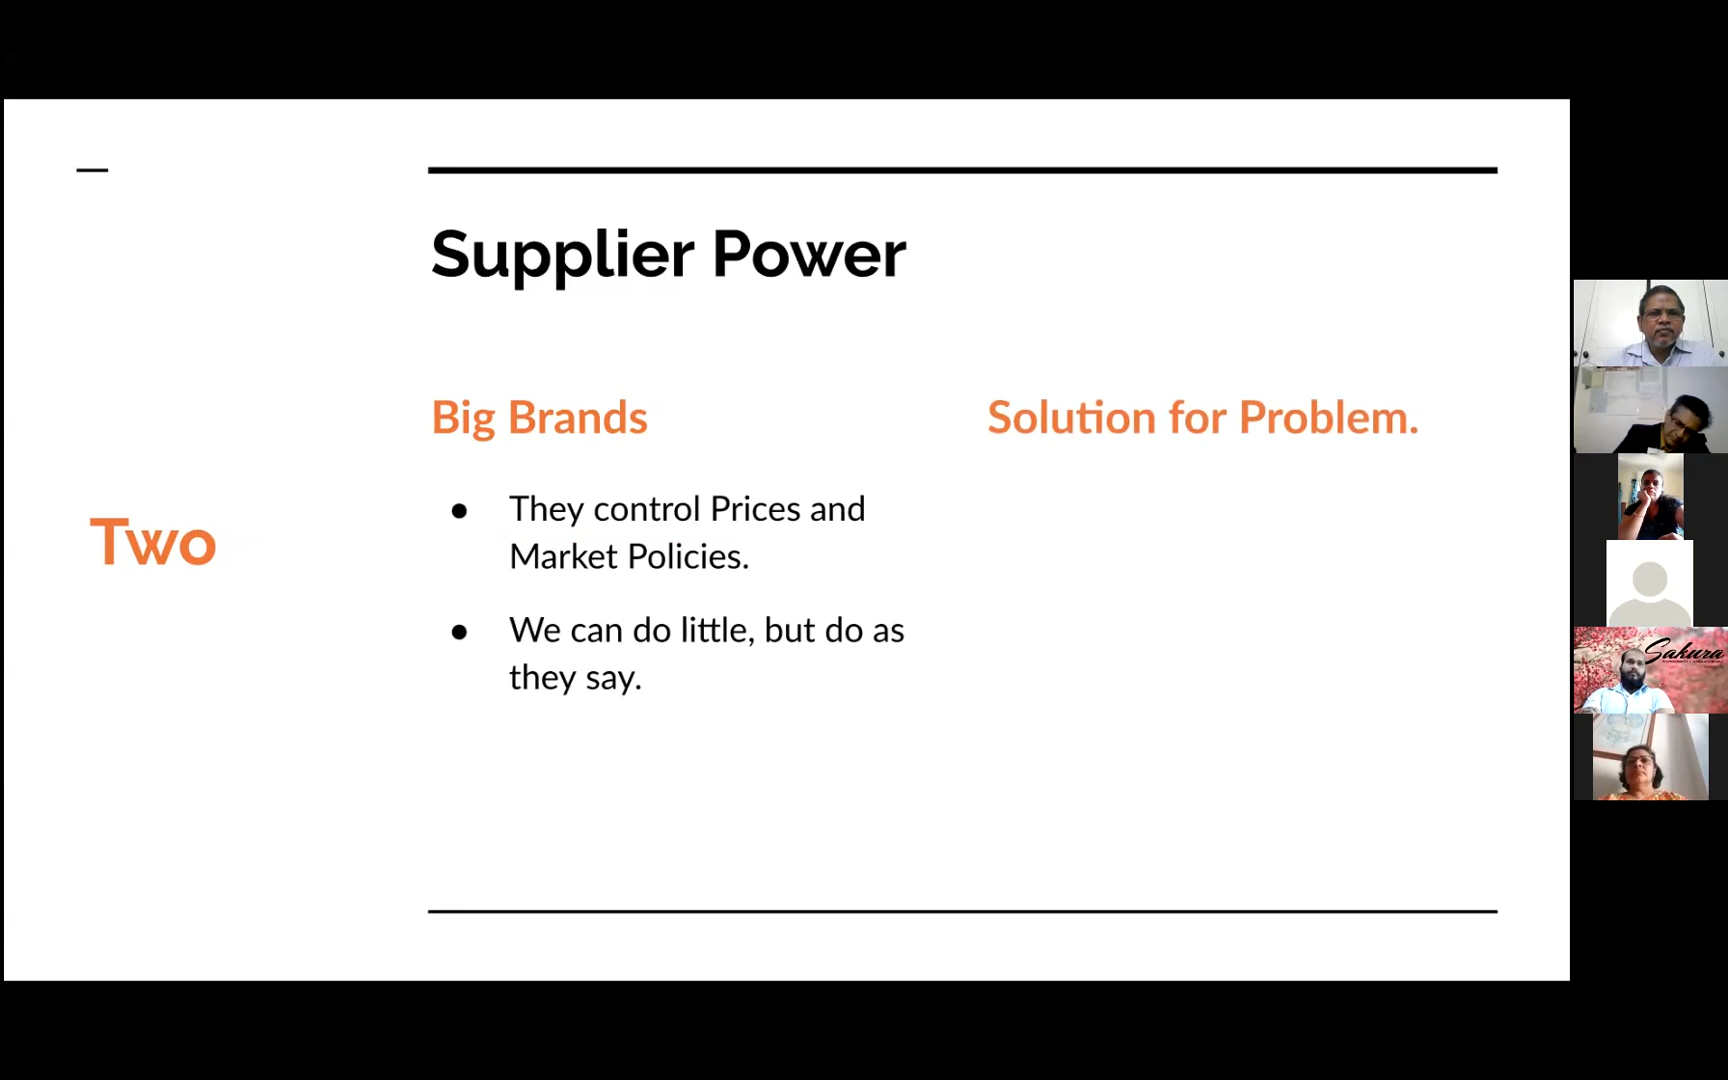 Supplier Power
Two
Big Brands
● They control Prices and
Market Policies.
● We can do little, but do as
they say.
Solution for Problem.
Sakura